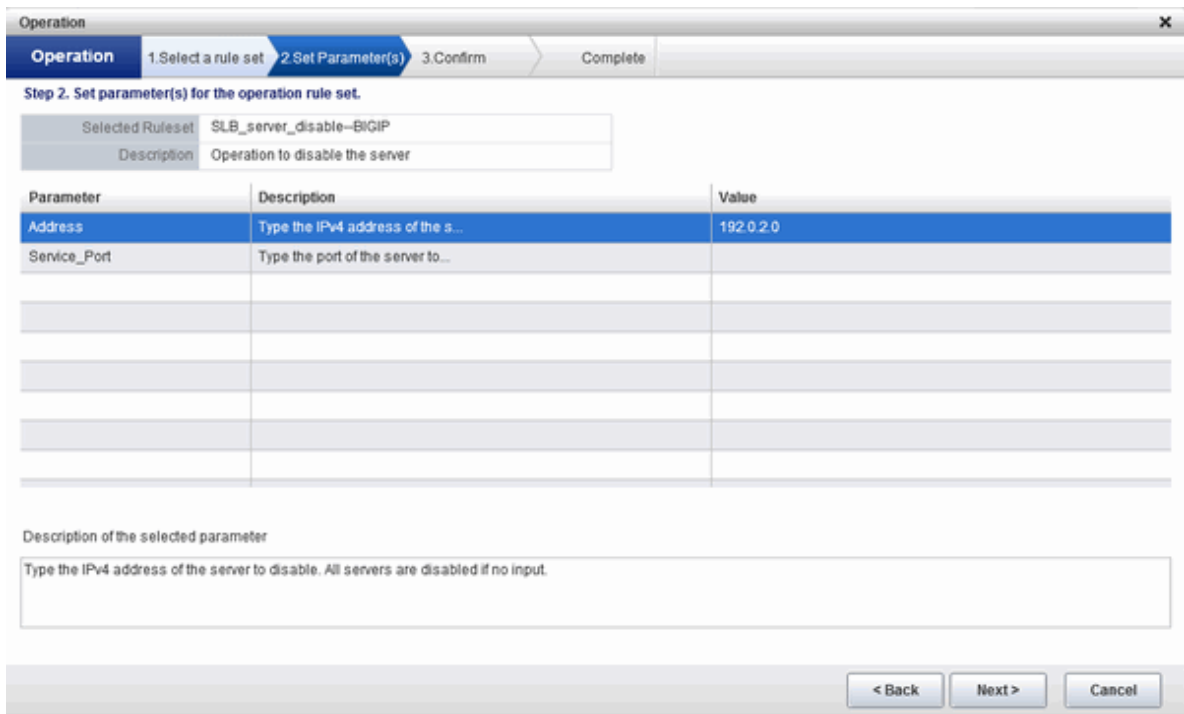 Operation
Operation 1.Select a rule set 2.Set Parameter(s) 3.Confirm Complete
Step 2. Set parameter(s) for the operation rule set.
Selected Ruleset SLB_server_disable--BIGIP
Description Operation to disable the server
Parameter Description Value
Address Type the IPv4 address of the s... 192.0.2.0
Service_Port Type the port of the server to...
Description of the selected parameter
Type the IPv4 address of the server to disable. All servers are disabled if no input.
< Back Next > Cancel